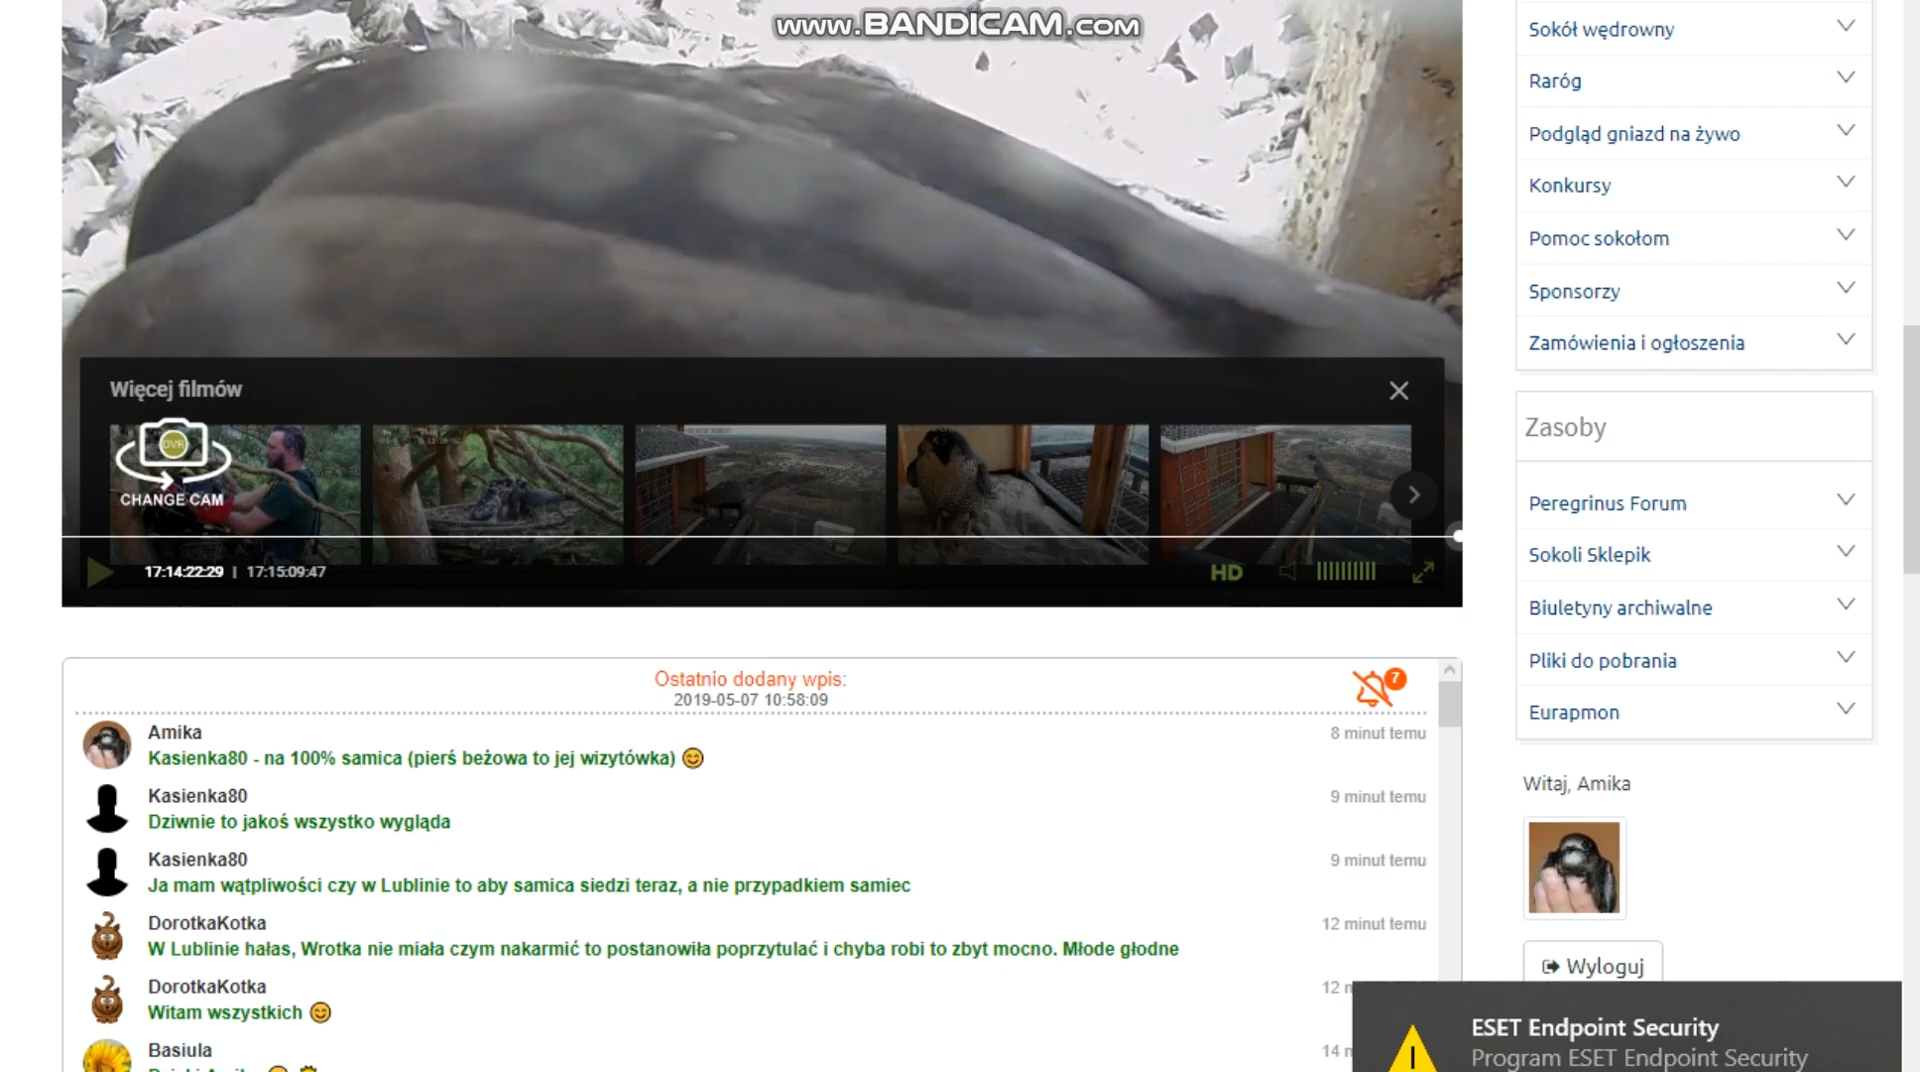 www.BANDICAM.com
Sokół wędrowny
Raróg
Podgląd gniazd na żywo
Konkursy
Pomoc sokołom
Sponsorzy
Zamówienia i ogłoszenia
Więcej filmów
DVR
CHANGE CAM
17:14:22:29 | 17:15:09:47
HD
Zasoby
Peregrinus Forum
Sokoli Sklepik
Biuletyny archiwalne
Pliki do pobrania
Eurapmon
Witaj, Amika
Wyloguj
Ostatnio dodany wpis:
7
2019-05-07 10:58:09
Amika
8 minut temu
Kasienka80 - na 100% samica (pierś beżowa to jej wizytówka)
Kasienka80
9 minut temu
Dziwnie to jakoś wszystko wygląda
Kasienka80
9 minut temu
Ja mam wątpliwości czy w Lublinie to aby samica siedzi teraz, a nie przypadkiem samiec
DorotkaKotka
12 minut temu
W Lublinie hałas, Wrotka nie miała czym nakarmić to postanowiła poprzytulać i chyba robi to zbyt mocno. Młode głodne
DorotkaKotka
12
Witam wszystkich
Basiula
14
ESET Endpoint Security
Program ESET Endpoint Security